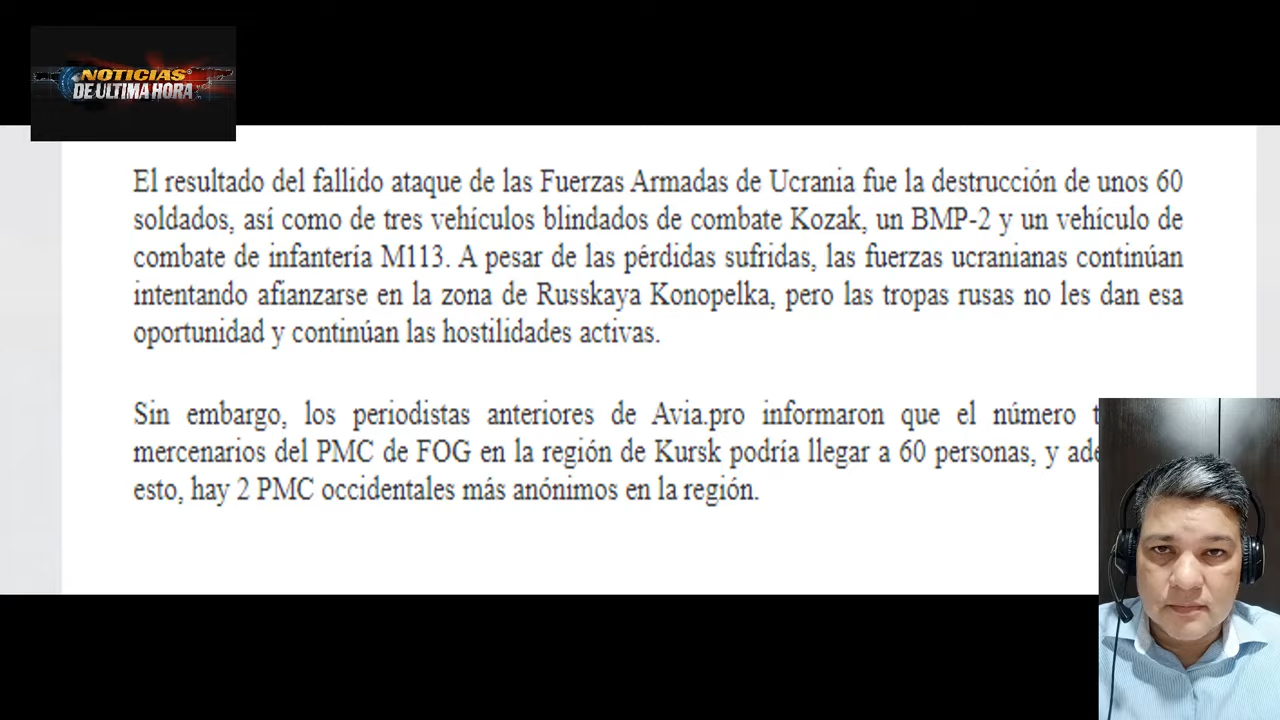 NOTICIAS
DE ULTIMA HORA
El resultado del fallido ataque de las Fuerzas Armadas de Ucrania fue la destrucción de unos 60
soldados, así como de tres vehículos blindados de combate Kozak, un BMP-2 y un vehículo de
combate de infantería M113. A pesar de las pérdidas sufridas, las fuerzas ucranianas continúan
intentando afianzarse en la zona de Russkaya Konopelka, pero las tropas rusas no les dan esa
oportunidad y continúan las hostilidades activas.
Sin embargo, los periodistas anteriores de Avia.pro informaron que el número
mercenarios del PMC de FOG en la región de Kursk podría llegar a 60 personas, y
esto, hay 2 PMC occidentales más anónimos en la región.